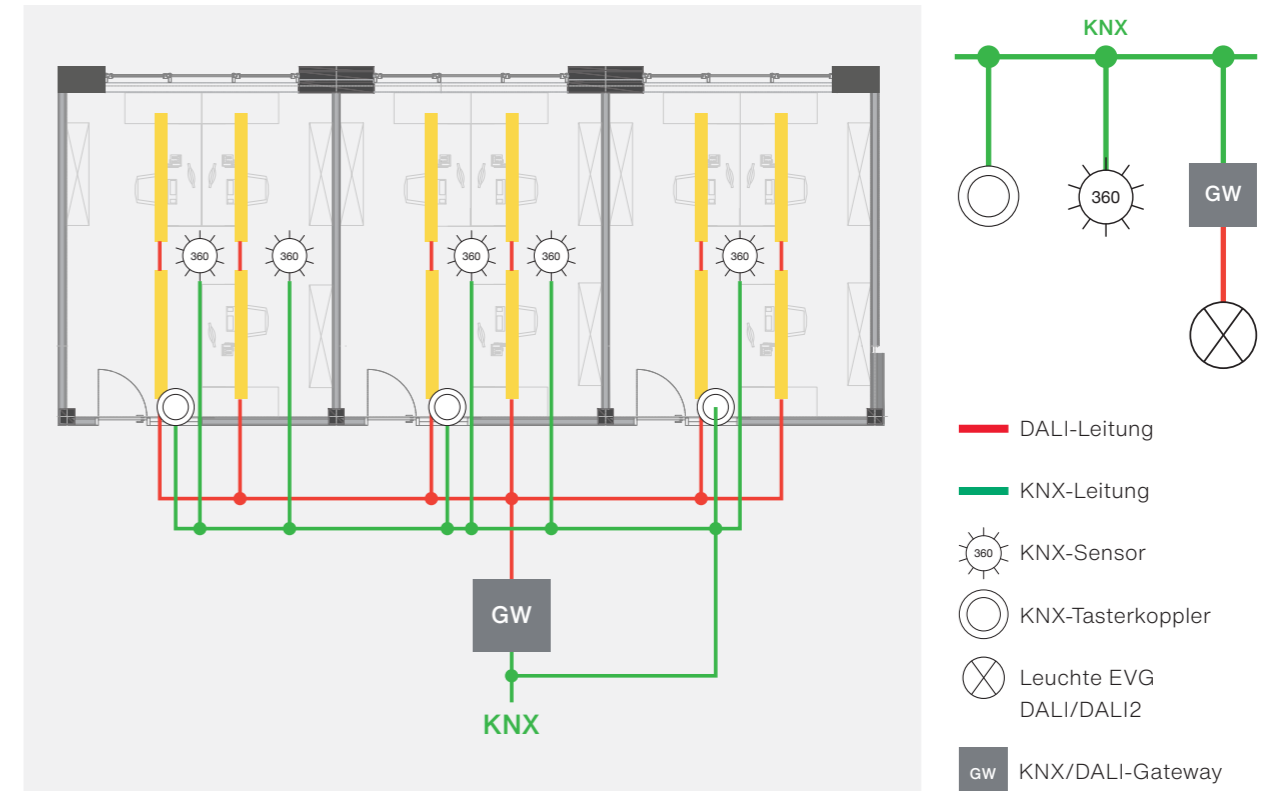 KNX
360
GW
360
360
360
360
360
GW
KNX
DALI-Leitung
KNX-Leitung
360
KNX-Sensor
KNX-Tasterkoppler
Leuchte EVG
DALI/DALI2
GW
KNX/DALI-Gateway